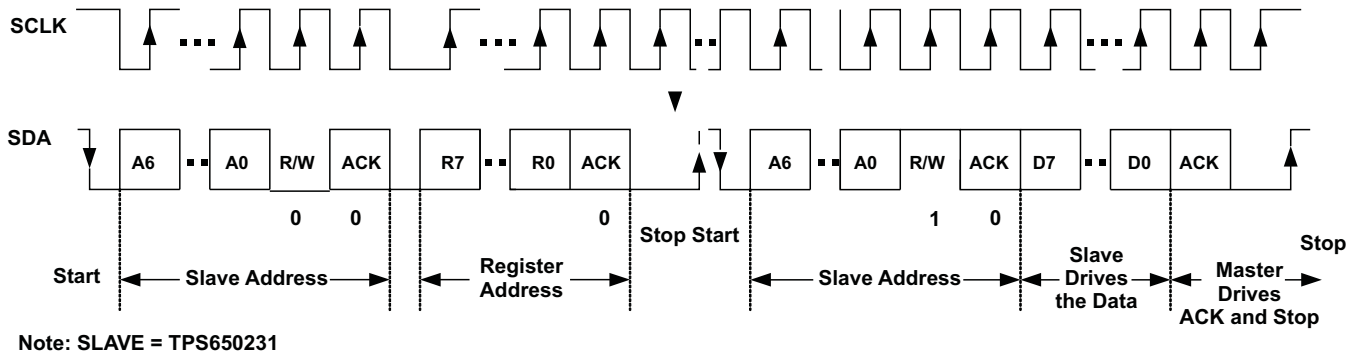 SCLK
SDA
A6 A0 R/W ACK R7 R0 ACK A6 A0 R/W ACK D7 D0 ACK
0 0 0 1 0
Stop Start
Start Slave Address Register Address Slave Address Slave Drives the Data Master Drives ACK and Stop Stop
Note: SLAVE = TPS650231